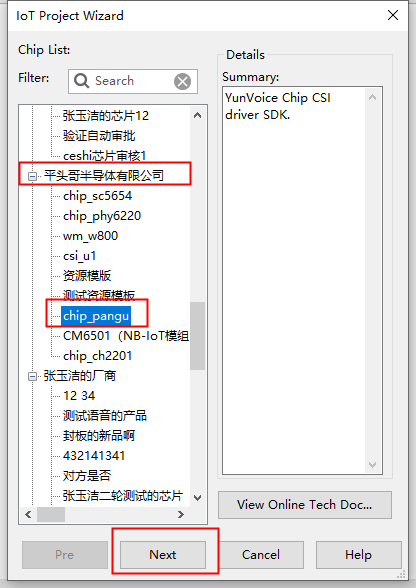 IoT Project Wizard
Chip List:
Filter:
Search
张玉洁的芯片12
验证自动审批
ceshi芯片审核1
平头哥半导体有限公司
chip_sc5654
chip_phy6220
wm_w800
csi_u1
资源模版
测试资源模板
chip_pangu
CM6501（NB-IoT模组
chip_ch2201
张玉洁的厂商
12 34
测试语音的产品
封板的新品啊
432141341
对方是否
张玉洁二轮测试的芯片
Details
Summary:
YunVoice Chip CSI
driver SDK.
View Online Tech Doc...
Pre
Next
Cancel
Help